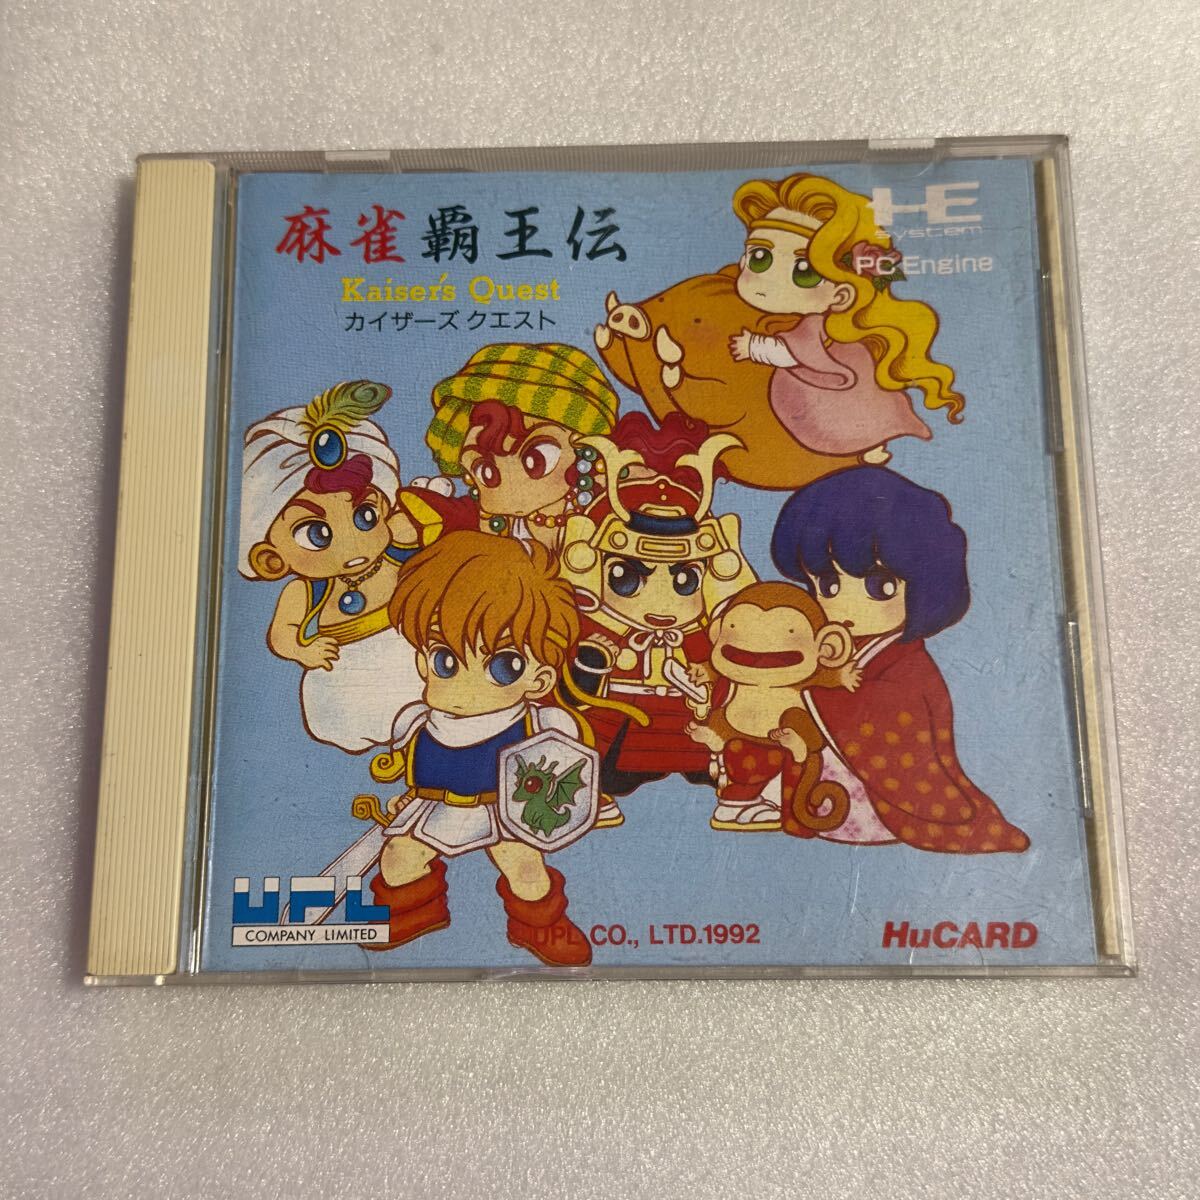 麻雀覇王伝
Kaiser's Quest
カイザーズ クエスト
HE
system
PC Engine
UPL
COMPANY LIMITED
UPL CO., LTD.1992
HuCARD